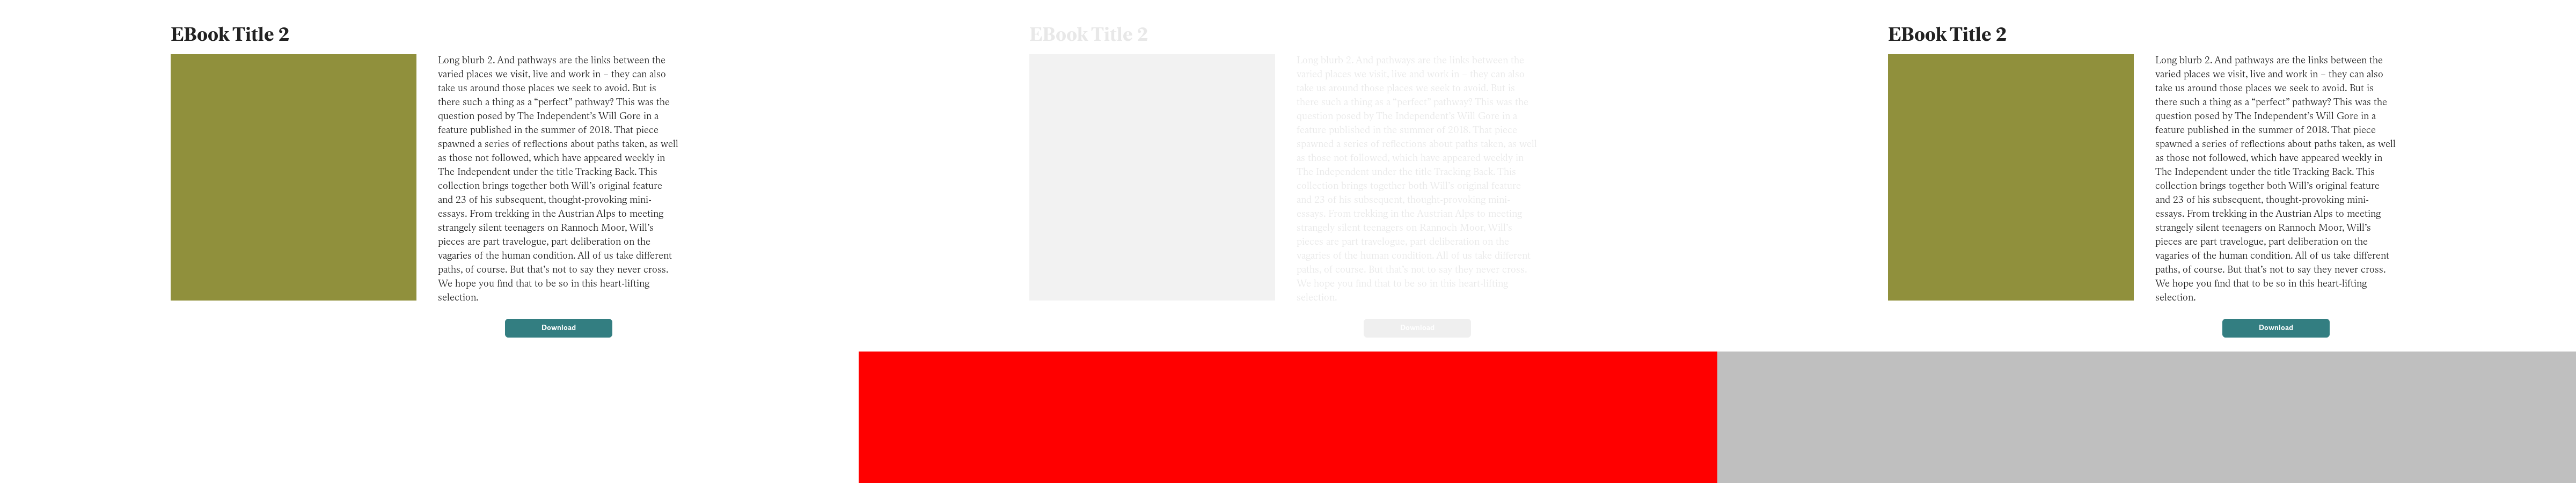 EBook Title 2
Long blurb 2. And pathways are the links between the
varied places we visit, live and work in – they can also
take us around those places we seek to avoid. But is
there such a thing as a “perfect” pathway? This was the
question posed by The Independent’s Will Gore in a
feature published in the summer of 2018. That piece
spawned a series of reflections about paths taken, as well
as those not followed, which have appeared weekly in
The Independent under the title Tracking Back. This
collection brings together both Will’s original feature
and 23 of his subsequent, thought-provoking mini-
essays. From trekking in the Austrian Alps to meeting
strangely silent teenagers on Rannoch Moor, Will’s
pieces are part travelogue, part deliberation on the
vagaries of the human condition. All of us take different
paths, of course. But that’s not to say they never cross.
We hope you find that to be so in this heart-lifting
selection.
Download
EBook Title 2
Long blurb 2. And pathways are the links between the
varied places we visit, live and work in – they can also
take us around those places we seek to avoid. But is
there such a thing as a “perfect” pathway? This was the
question posed by The Independent’s Will Gore in a
feature published in the summer of 2018. That piece
spawned a series of reflections about paths taken, as well
as those not followed, which have appeared weekly in
The Independent under the title Tracking Back. This
collection brings together both Will’s original feature
and 23 of his subsequent, thought-provoking mini-
essays. From trekking in the Austrian Alps to meeting
strangely silent teenagers on Rannoch Moor, Will’s
pieces are part travelogue, part deliberation on the
vagaries of the human condition. All of us take different
paths, of course. But that’s not to say they never cross.
We hope you find that to be so in this heart-lifting
selection.
Download
EBook Title 2
Long blurb 2. And pathways are the links between the
varied places we visit, live and work in – they can also
take us around those places we seek to avoid. But is
there such a thing as a “perfect” pathway? This was the
question posed by The Independent’s Will Gore in a
feature published in the summer of 2018. That piece
spawned a series of reflections about paths taken, as well
as those not followed, which have appeared weekly in
The Independent under the title Tracking Back. This
collection brings together both Will’s original feature
and 23 of his subsequent, thought-provoking mini-
essays. From trekking in the Austrian Alps to meeting
strangely silent teenagers on Rannoch Moor, Will’s
pieces are part travelogue, part deliberation on the
vagaries of the human condition. All of us take different
paths, of course. But that’s not to say they never cross.
We hope you find that to be so in this heart-lifting
selection.
Download